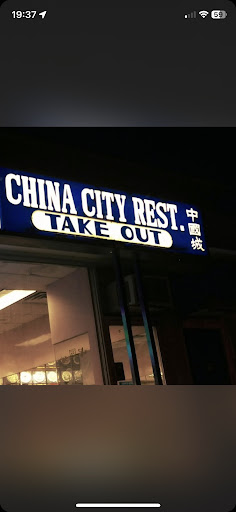 19:37
58
CHINA CITY REST.
TAKE OUT
中國城